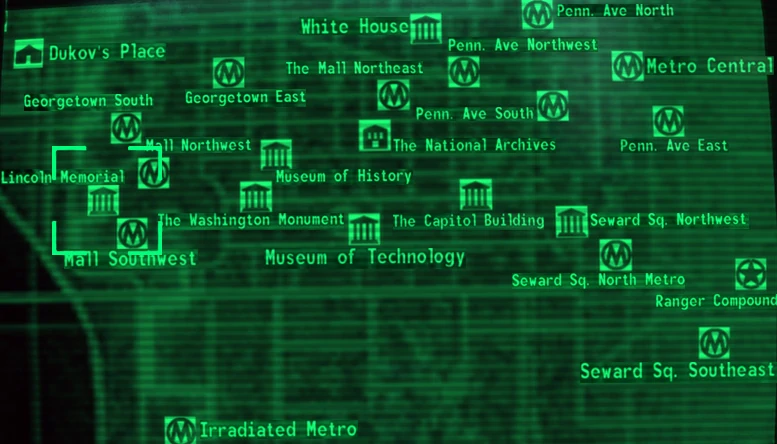 Penn. Ave North
White House
Penn. Ave Northwest
Dukov's Place
The Mall Northeast
Metro Central
Georgetown South
Georgetown East
Penn. Ave South
Mall Northwest
The National Archives
Penn. Ave East
Lincoln Memorial
Museum of History
The Washington Monument
The Capitol Building
Seward Sq. Northwest
Mall Southwest
Museum of Technology
Seward Sq. North Metro
Ranger Compound
Seward Sq. Southeast
Irradiated Metro